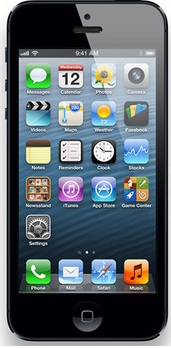 9:41 AM
Wednesday
12
Messages Calendar Photos Camera
Videos Maps Weather Passbook
Notes Reminders Clock Stocks
Newsstand iTunes App Store Game Center
Settings
Phone Mail Safari Music